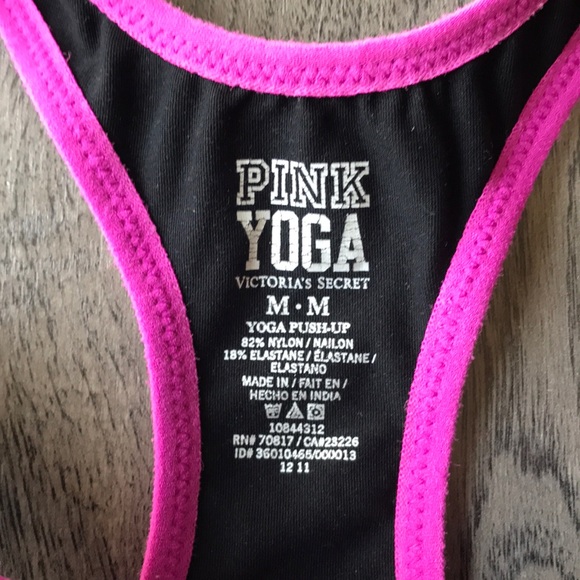 PINK
YOGA
VICTORIA'S SECRET
M • M
YOGA PUSH-UP
82% NYLON / NAILON
18% ELASTANE / ÉLASTANE /
ELASTANO
MADE IN / FAIT EN /
HECHO EN INDIA
10844312
RN# 70817 / CA#23226
ID# 36010465/000013
12 11